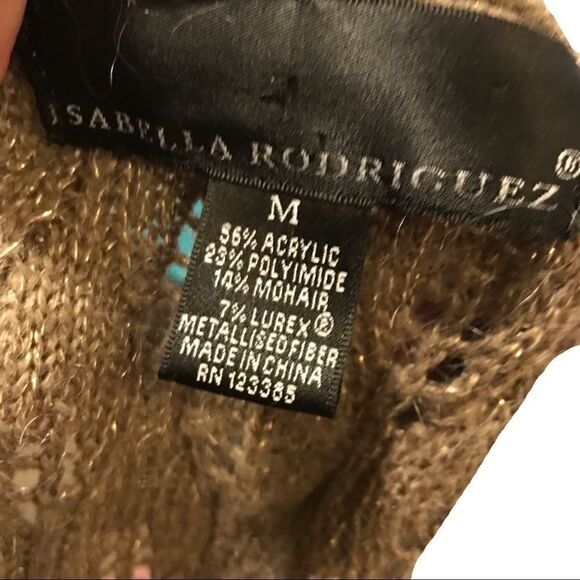 ISABELLA RODRIGUEZ®
M
56% ACRYLIC
23% POLYIMIDE
14% MOHAIR
7% LUREX®
METALLISED FIBER
MADE IN CHINA
RN 123385